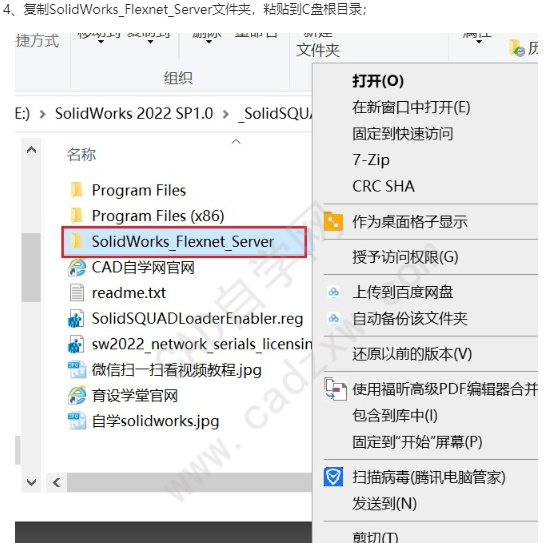 4、复制SolidWorks_Flexnet_Server文件夹，粘贴到C盘根目录；
捷方式
组织
文件夹
E:) > SolidWorks 2022 SP1.0 > _SolidSQU
名称
Program Files
Program Files (x86)
SolidWorks_Flexnet_Server
CAD自学网官网
readme.txt
SolidSQUADLoaderEnabler.reg
sw2022_network_serials_licensin
微信扫一扫看视频教程.jpg
育设学堂官网
自学solidworks.jpg
打开(O)
在新窗口中打开(E)
固定到快速访问
7-Zip
CRC SHA
作为桌面格子显示
授予访问权限(G)
上传到百度网盘
自动备份该文件夹
还原以前的版本(V)
使用福昕高级PDF编辑器合并
包含到库中(I)
固定到"开始"屏幕(P)
扫描病毒(腾讯电脑管家)
发送到(N)
剪切(T)
CAD自学网
www.cadzxw.com